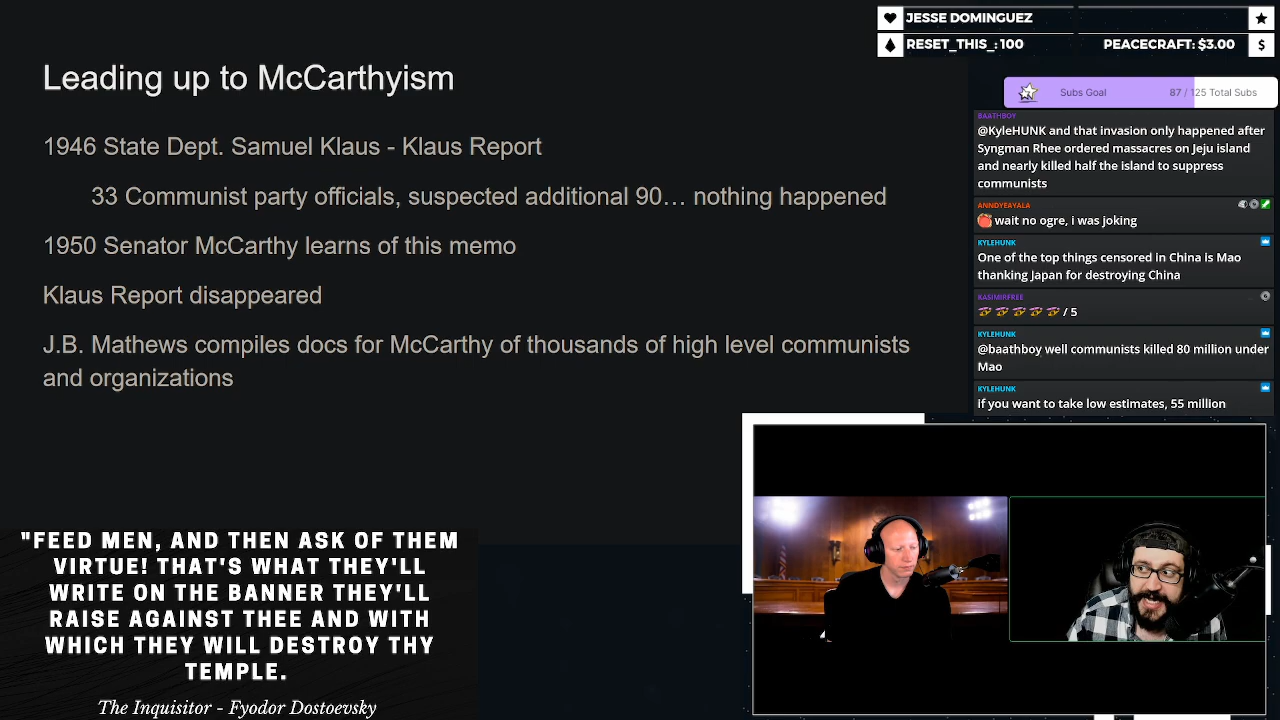 Leading up to McCarthyism
1946 State Dept. Samuel Klaus - Klaus Report
33 Communist party officials, suspected additional 90… nothing happened
1950 Senator McCarthy learns of this memo
Klaus Report disappeared
J.B. Mathews compiles docs for McCarthy of thousands of high level communists
and organizations
JESSE DOMINGUEZ
RESET_THIS_: 100
PEACECRAFT: $3.00
Subs Goal
87 / 125 Total Subs
BAATHBOY
@KyleHUNK and that invasion only happened after
Syngman Rhee ordered massacres on Jeju island
and nearly killed half the island to suppress
communists
ANNDYEAYALA
wait no ogre, i was joking
KYLEHUNK
One of the top things censored in China is Mao
thanking Japan for destroying China
KASIMIRFREE
/ 5
KYLEHUNK
@baathboy well communists killed 80 million under
Mao
KYLEHUNK
if you want to take low estimates, 55 million
"FEED MEN, AND THEN ASK OF THEM
VIRTUE! THAT'S WHAT THEY'LL
WRITE ON THE BANNER THEY'LL
RAISE AGAINST THEE AND WITH
WHICH THEY WILL DESTROY THY
TEMPLE.
The Inquisitor - Fyodor Dostoevsky